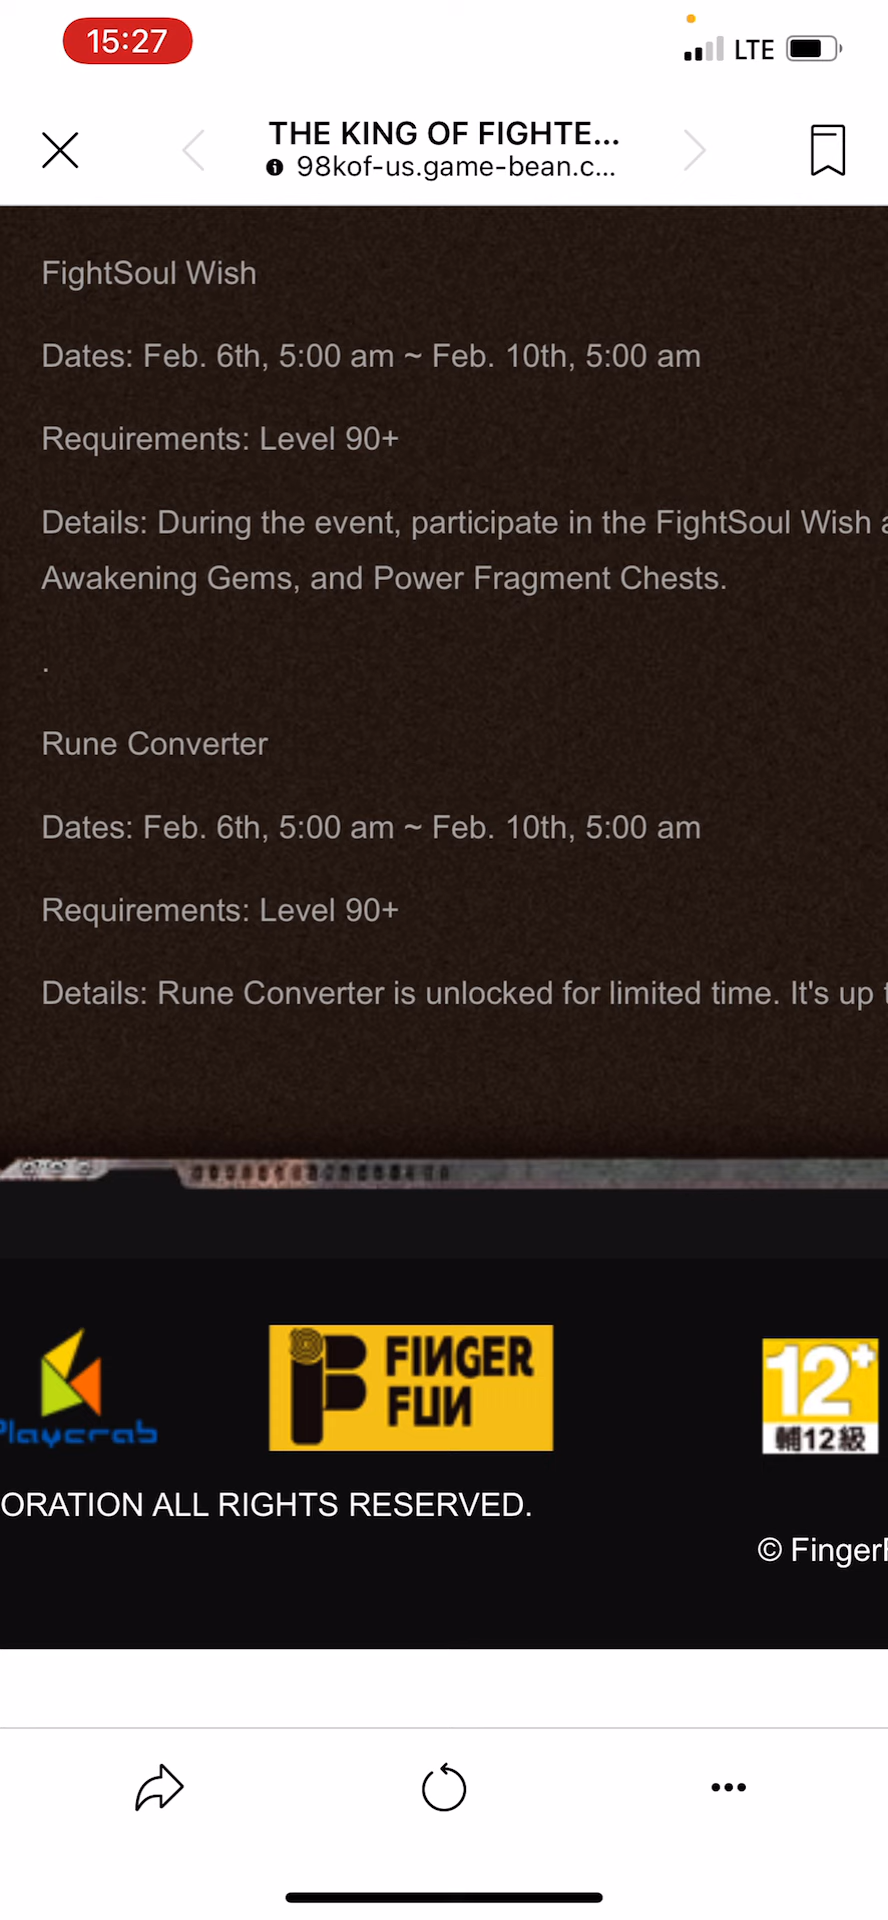 15:27
LTE
THE KING OF FIGHTE...
98kof-us.game-bean.c...
FightSoul Wish
Dates: Feb. 6th, 5:00 am ~ Feb. 10th, 5:00 am
Requirements: Level 90+
Details: During the event, participate in the FightSoul Wish a
Awakening Gems, and Power Fragment Chests.
.
Rune Converter
Dates: Feb. 6th, 5:00 am ~ Feb. 10th, 5:00 am
Requirements: Level 90+
Details: Rune Converter is unlocked for limited time. It's up t
Playcrab
FINGER
FUN
12+
輔12級
ORATION ALL RIGHTS RESERVED.
© FingerF